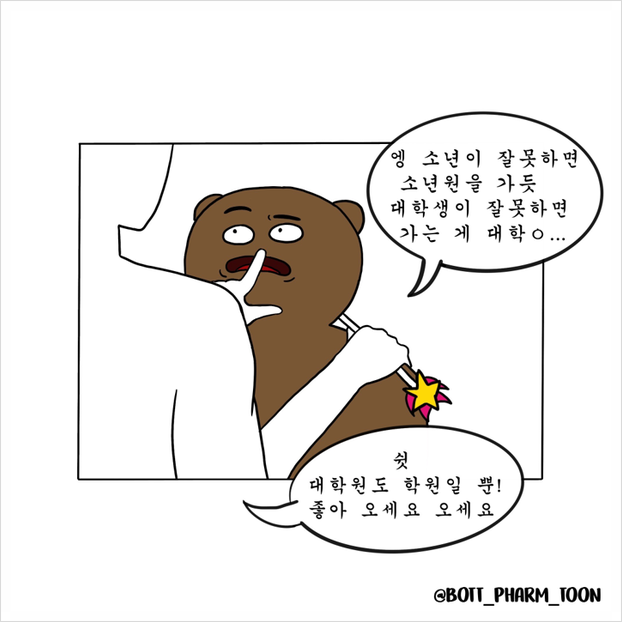 엥 소년이 잘못하면
소년원을 가듯
대학생이 잘못하면
가는 게 대학ㅇ...
쉿
대학원도 학원일 뿐!
좋아 오세요 오세요
@BOTT_PHARM_TOON